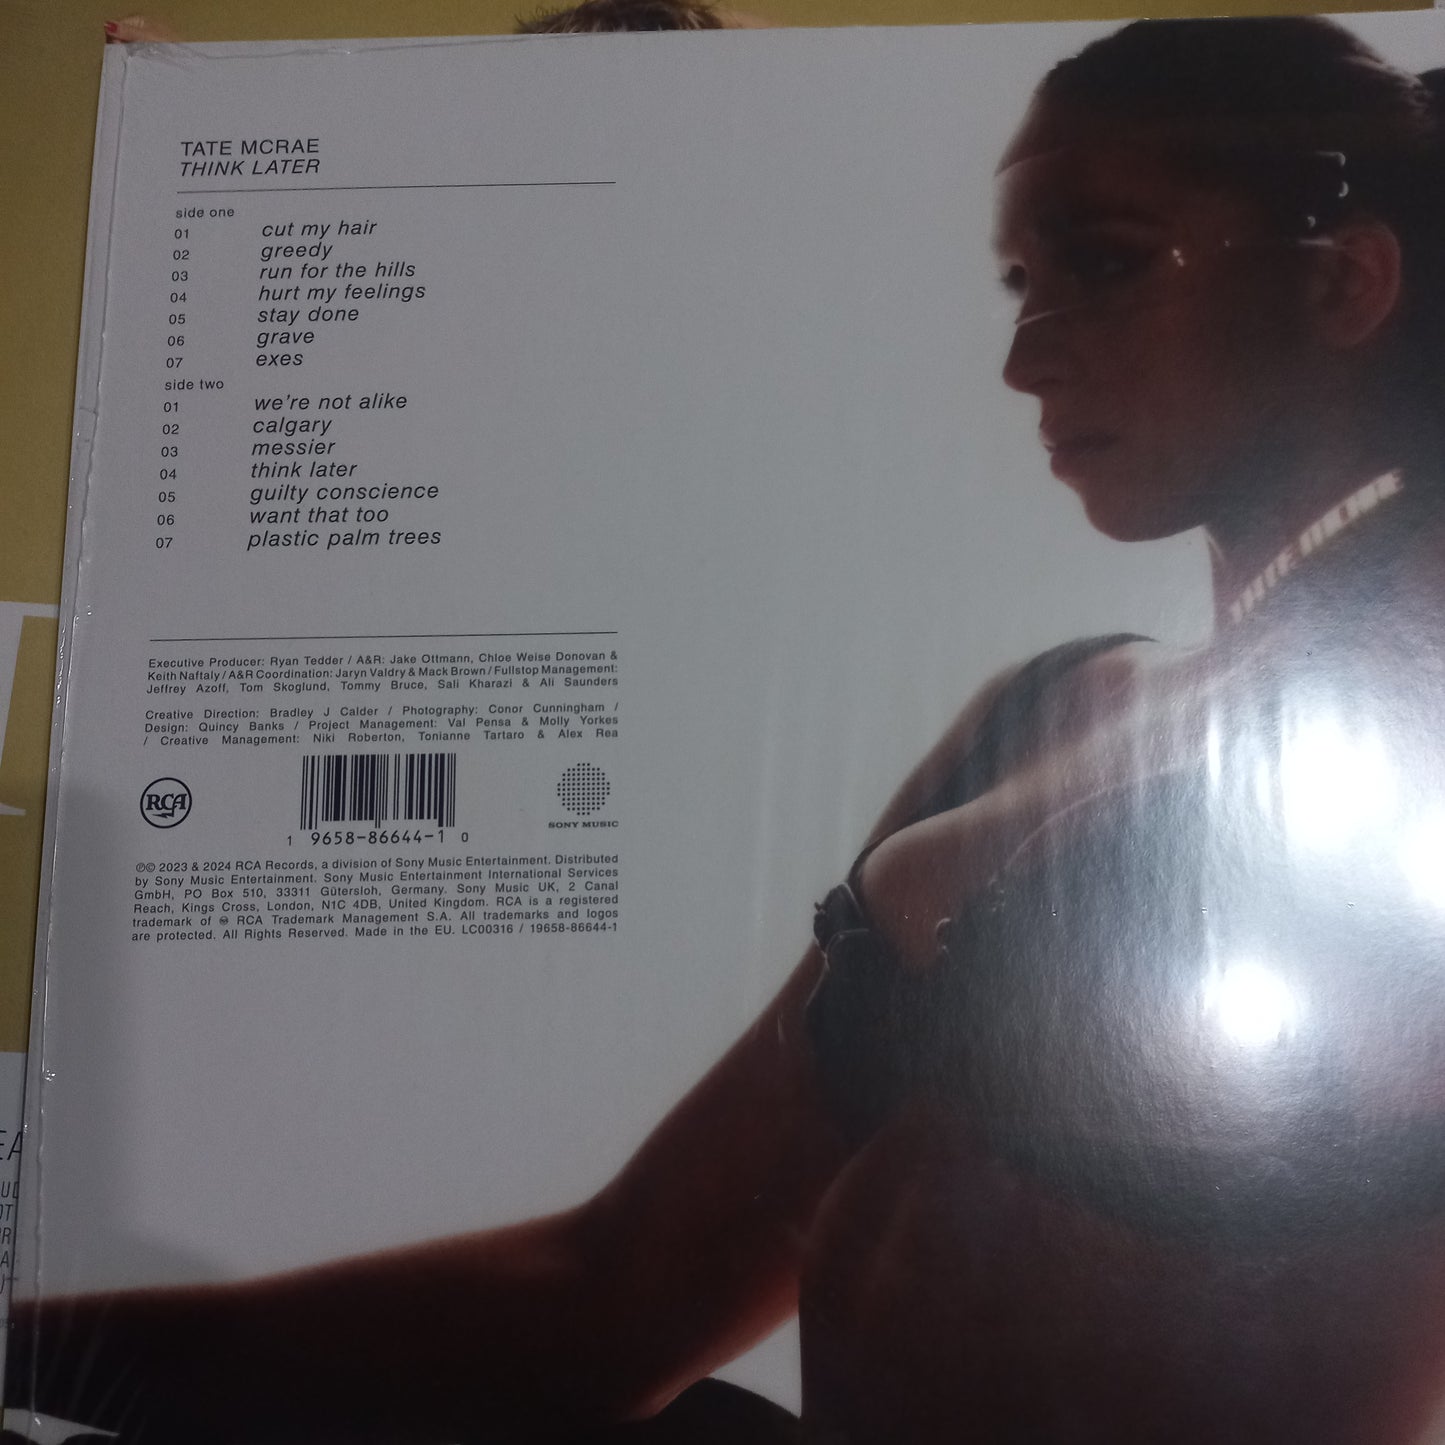 TATE MCRAE
THINK LATER
side one
01 cut my hair
02 greedy
03 run for the hills
04 hurt my feelings
05 stay done
06 grave
07 exes
side two
01 we're not alike
02 calgary
03 messier
04 think later
05 guilty conscience
06 want that too
07 plastic palm trees
Executive Producer: Ryan Tedder / A&R: Jake Ottmann, Chloe Weise Donovan &
Keith Naftaly / A&R Coordination: Jaryn Valdry & Mack Brown / Fullstop Management:
Jeffrey Azoff, Tom Skoglund, Tommy Bruce, Sali Kharazi & Ali Saunders
Creative Direction: Bradley J Calder / Photography: Conor Cunningham /
Design: Quincy Banks / Project Management: Val Pensa & Molly Yorkes
/ Creative Management: Niki Roberton, Tonianne Tartaro & Alex Rea
RCA
SONY MUSIC
1 9658-86644-1 0
℗© 2023 & 2024 RCA Records, a division of Sony Music Entertainment. Distributed
by Sony Music Entertainment. Sony Music Entertainment International Services
GmbH, PO Box 510, 33311 Gütersloh, Germany. Sony Music UK, 2 Canal
Reach, Kings Cross, London, N1C 4DB, United Kingdom. RCA is a registered
trademark of RCA Trademark Management S.A. All trademarks and logos
are protected. All Rights Reserved. Made in the EU. LC00316 / 19658-86644-1
TATE MCRAE